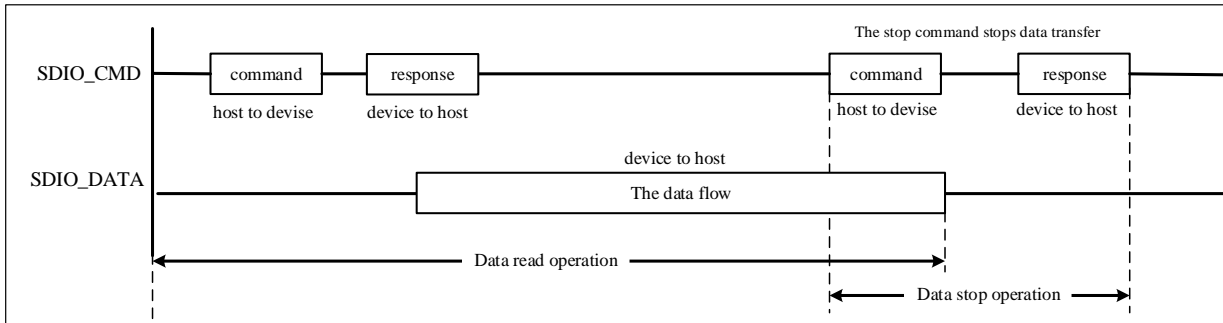 The stop command stops data transfer
SDIO_CMD
command
response
command
response
host to devise
device to host
host to devise
device to host
device to host
SDIO_DATA
The data flow
Data read operation
Data stop operation